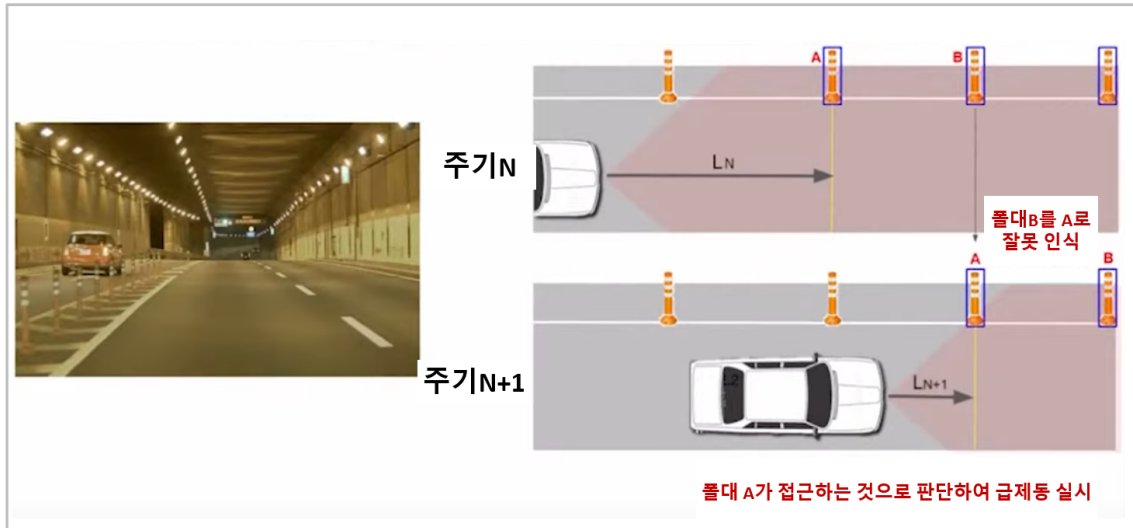 주기N
A
B
LN
폴대B를 A로
잘못 인식
A
B
주기N+1
L2
LN+1
폴대 A가 접근하는 것으로 판단하여 급제동 실시